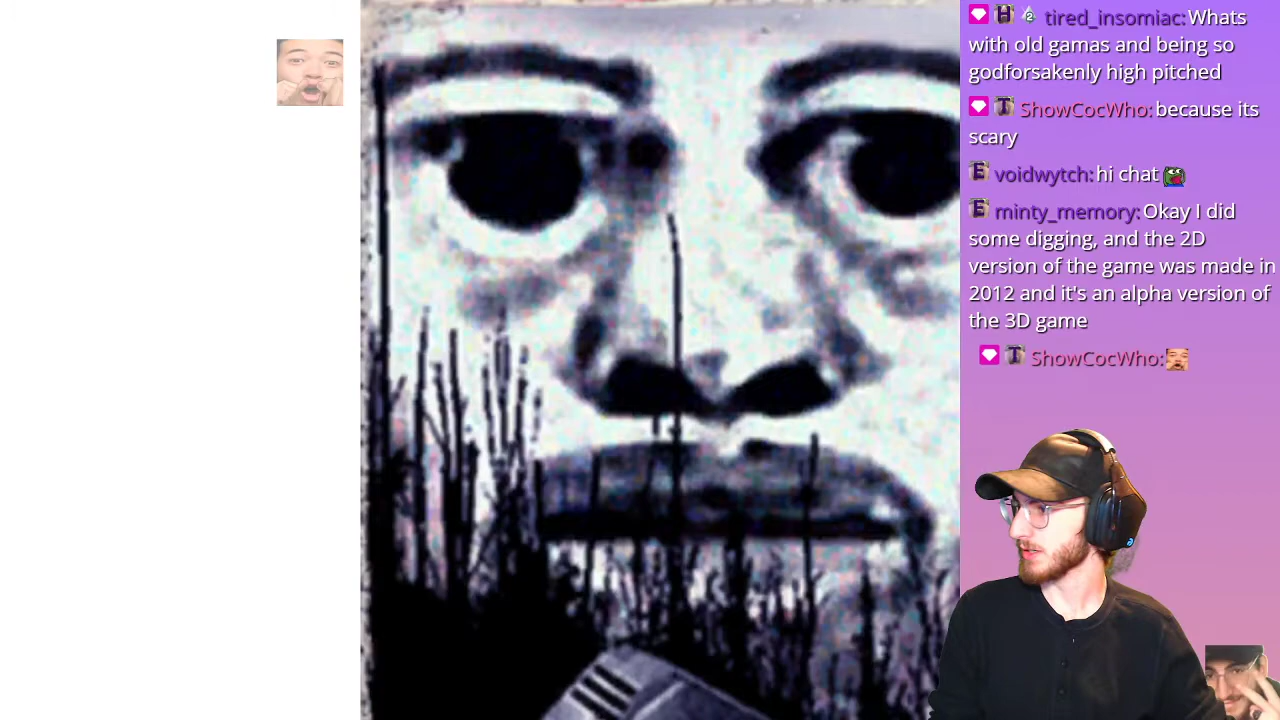 tired_insomiac: Whats
with old gamas and being so
godforsakenly high pitched
ShowCocWho: because its
scary
voidwytch: hi chat
minty_memory: Okay I did
some digging, and the 2D
version of the game was made in
2012 and it's an alpha version of
the 3D game
ShowCocWho: